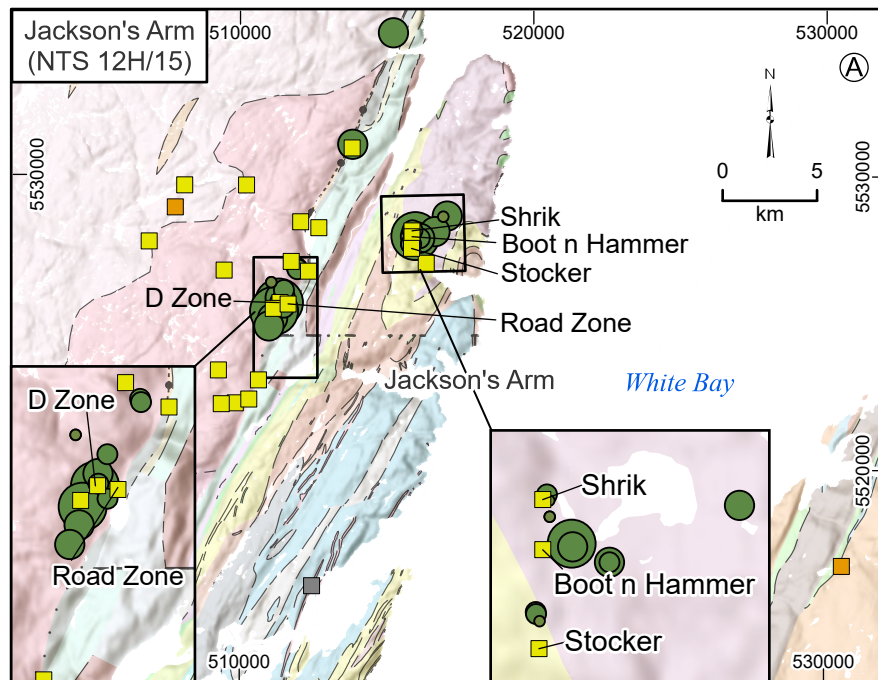 Jackson's Arm
(NTS 12H/15)
510000
520000
530000
A
N
0
5
km
5530000
5530000
Shrik
Boot n Hammer
Stocker
D Zone
Road Zone
Jackson's Arm
White Bay
D Zone
Road Zone
Shrik
Boot n Hammer
Stocker
5520000
510000
530000